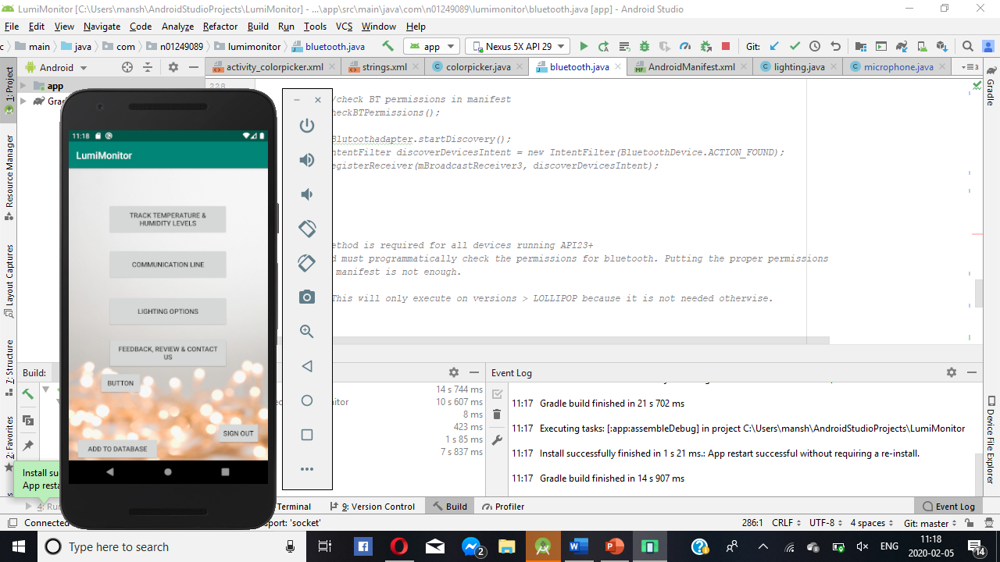 LumiMonitor [C:\Users\mansh\AndroidStudioProjects\LumiMonitor] - ...\app\src\main\java\com\n01249089\lumimonitor\bluetooth.java [app] - Android Studio
File Edit View Navigate Code Analyze Refactor Build Run Tools VCS Window Help
main java com n01249089 lumimonitor bluetooth.java app Nexus 5X API 29 Git:
Android
activity_colorpicker.xml strings.xml colorpicker.java bluetooth.java AndroidManifest.xml lighting.java microphone.java
3
1: Project
Resource Manager
Layout Captures
Z: Structure
2: Favorites
app
Grad
228
/check BT permissions in manifest
heckBTPermissions();
Blutoothadapter.startDiscovery();
ntentFilter discoverDevicesIntent = new IntentFilter(BluetoothDevice.ACTION_FOUND);
egisterReceiver(mBroadcastReceiver3, discoverDevicesIntent);
ethod is required for all devices running API23+
d must programmatically check the permissions for bluetooth. Putting the proper permissions
manifest is not enough.
This will only execute on versions > LOLLIPOP because it is not needed otherwise.
Gradle
Device File Explorer
11:18
LumiMonitor
TRACK TEMPERATURE &
HUMIDITY LEVELS
COMMUNICATION LINE
LIGHTING OPTIONS
FEEDBACK, REVIEW & CONTACT
US
BUTTON
SIGN OUT
ADD TO DATABASE
Build:
14 s 744 ms
itor 10 s 607 ms
8 ms
423 ms
1 s 85 ms
7 s 837 ms
Event Log
11:17 Gradle build finished in 21 s 702 ms
11:17 Executing tasks: [:app:assembleDebug] in project C:\Users\mansh\AndroidStudioProjects\LumiMonitor
11:17 Install successfully finished in 1 s 21 ms.: App restart successful without requiring a re-install.
11:17 Gradle build finished in 14 s 907 ms
Install su
App resta
4: Run Terminal 9: Version Control Build Profiler Event Log
Connected port: 'socket' 286:1 CRLF UTF-8 4 spaces Git: master
Type here to search
2
ENG
11:18
2020-02-05
14